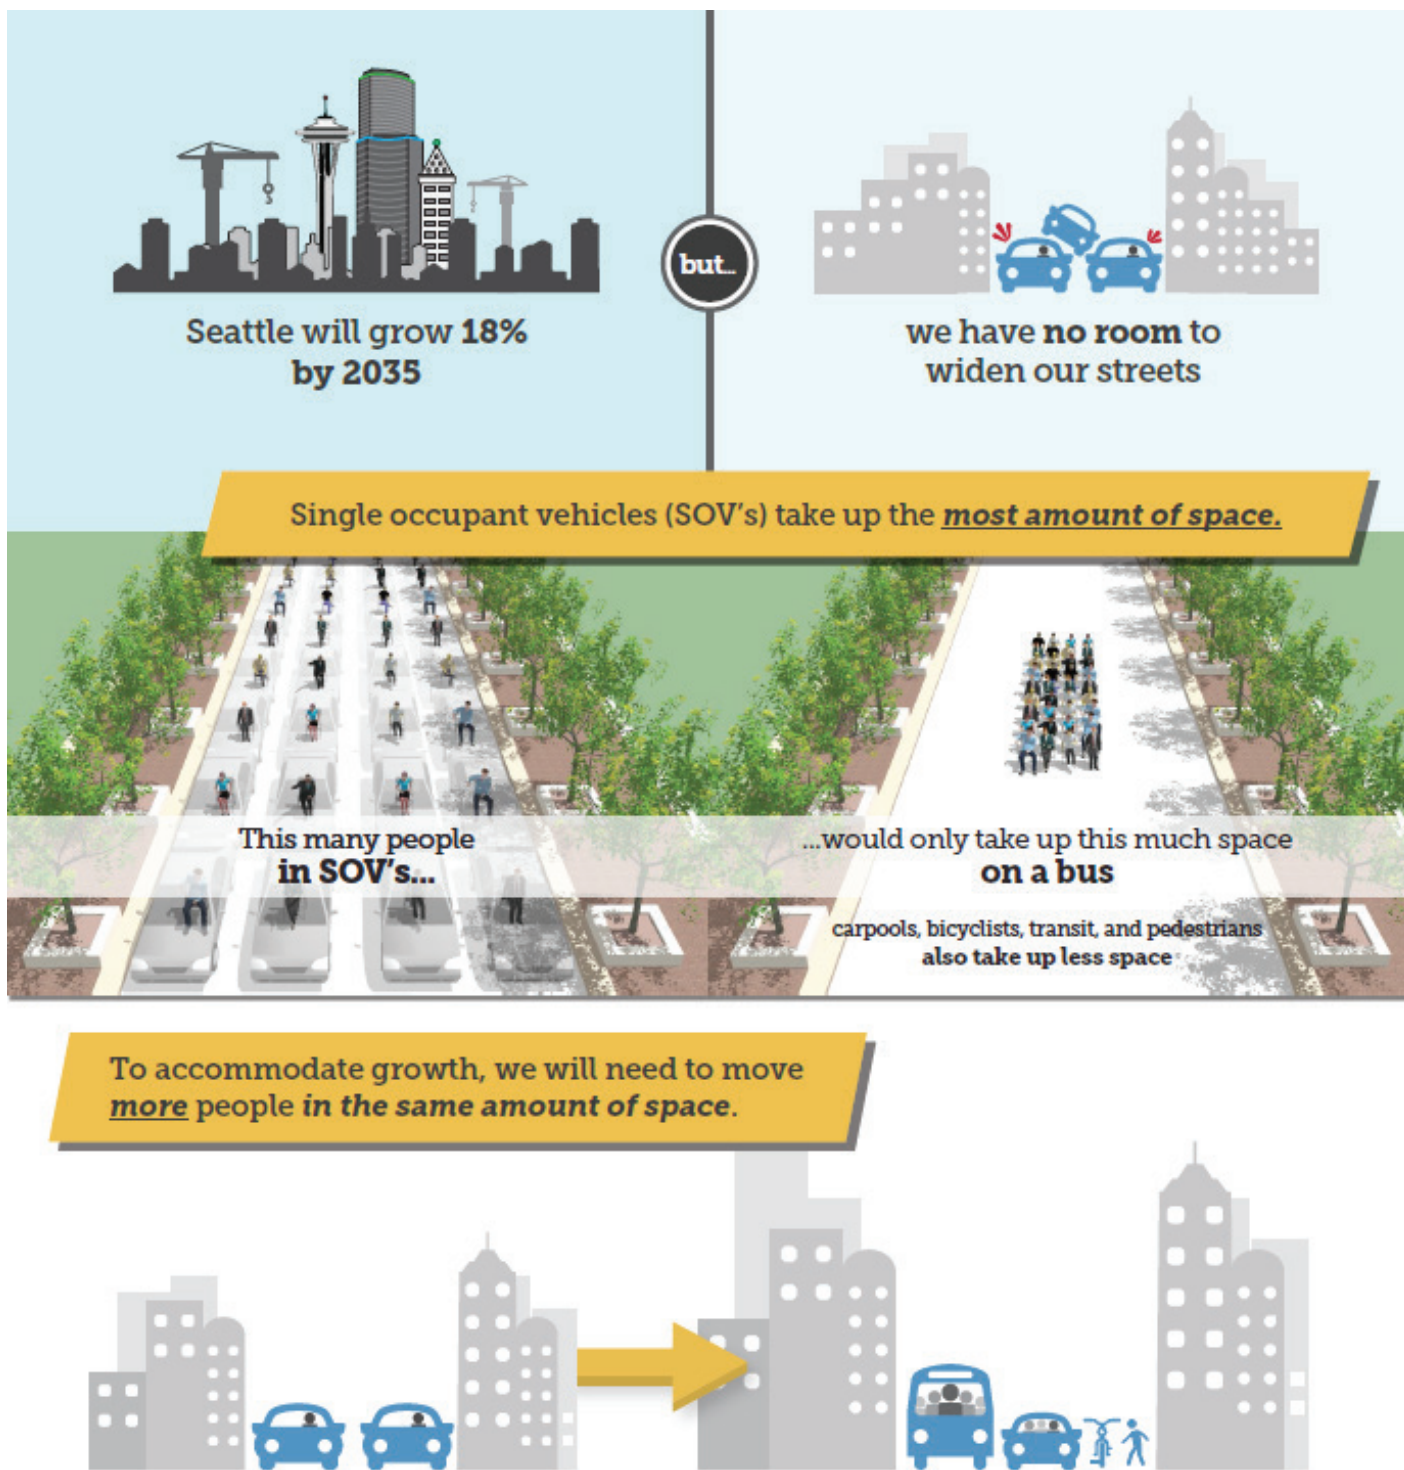 Seattle will grow 18%
by 2035
but...
we have no room to
widen our streets
Single occupant vehicles (SOV's) take up the most amount of space.
This many people
in SOV's...
...would only take up this much space
on a bus
carpools, bicyclists, transit, and pedestrians
also take up less space
To accommodate growth, we will need to move
more people in the same amount of space.